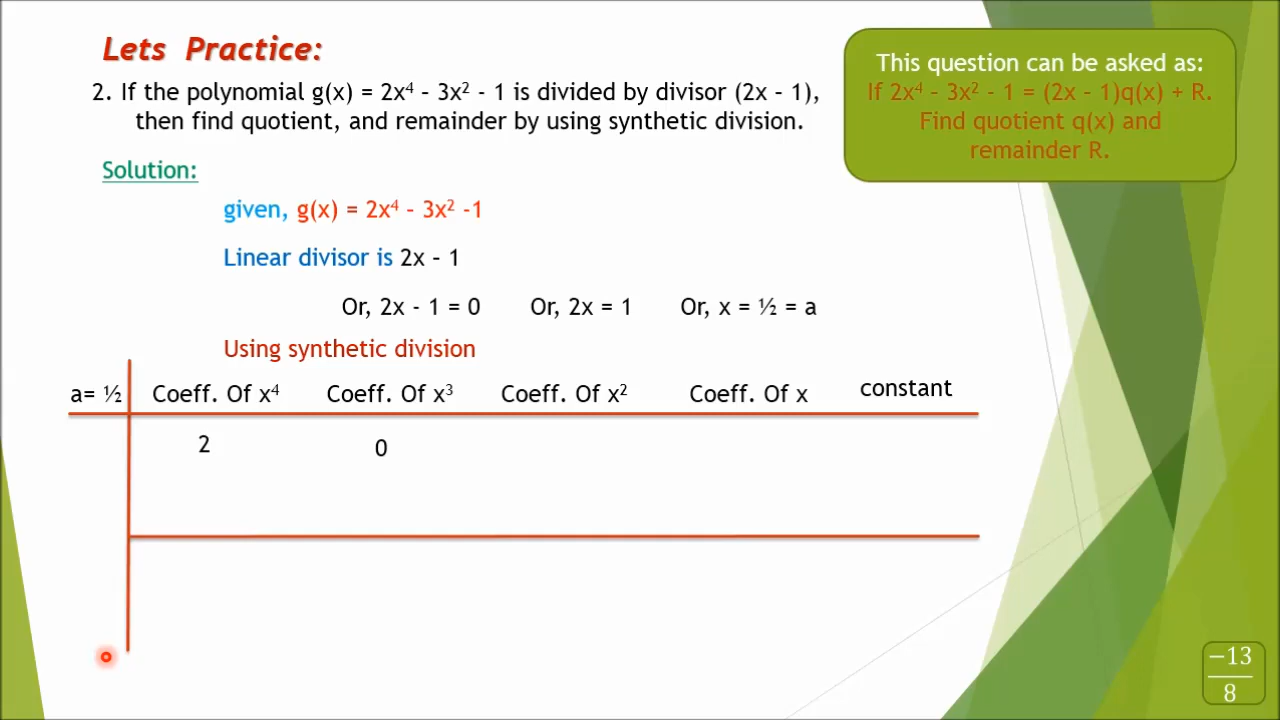 Lets Practice:
2. If the polynomial g(x) = 2x⁴ – 3x² - 1 is divided by divisor (2x – 1),
then find quotient, and remainder by using synthetic division.
This question can be asked as:
If 2x⁴ – 3x² - 1 = (2x – 1)q(x) + R.
Find quotient q(x) and
remainder R.
Solution:
given, g(x) = 2x⁴ – 3x² -1
Linear divisor is 2x – 1
Or, 2x - 1 = 0 Or, 2x = 1 Or, x = ½ = a
Using synthetic division
a= ½ Coeff. Of x⁴ Coeff. Of x³ Coeff. Of x² Coeff. Of x constant
2 0
−13
8